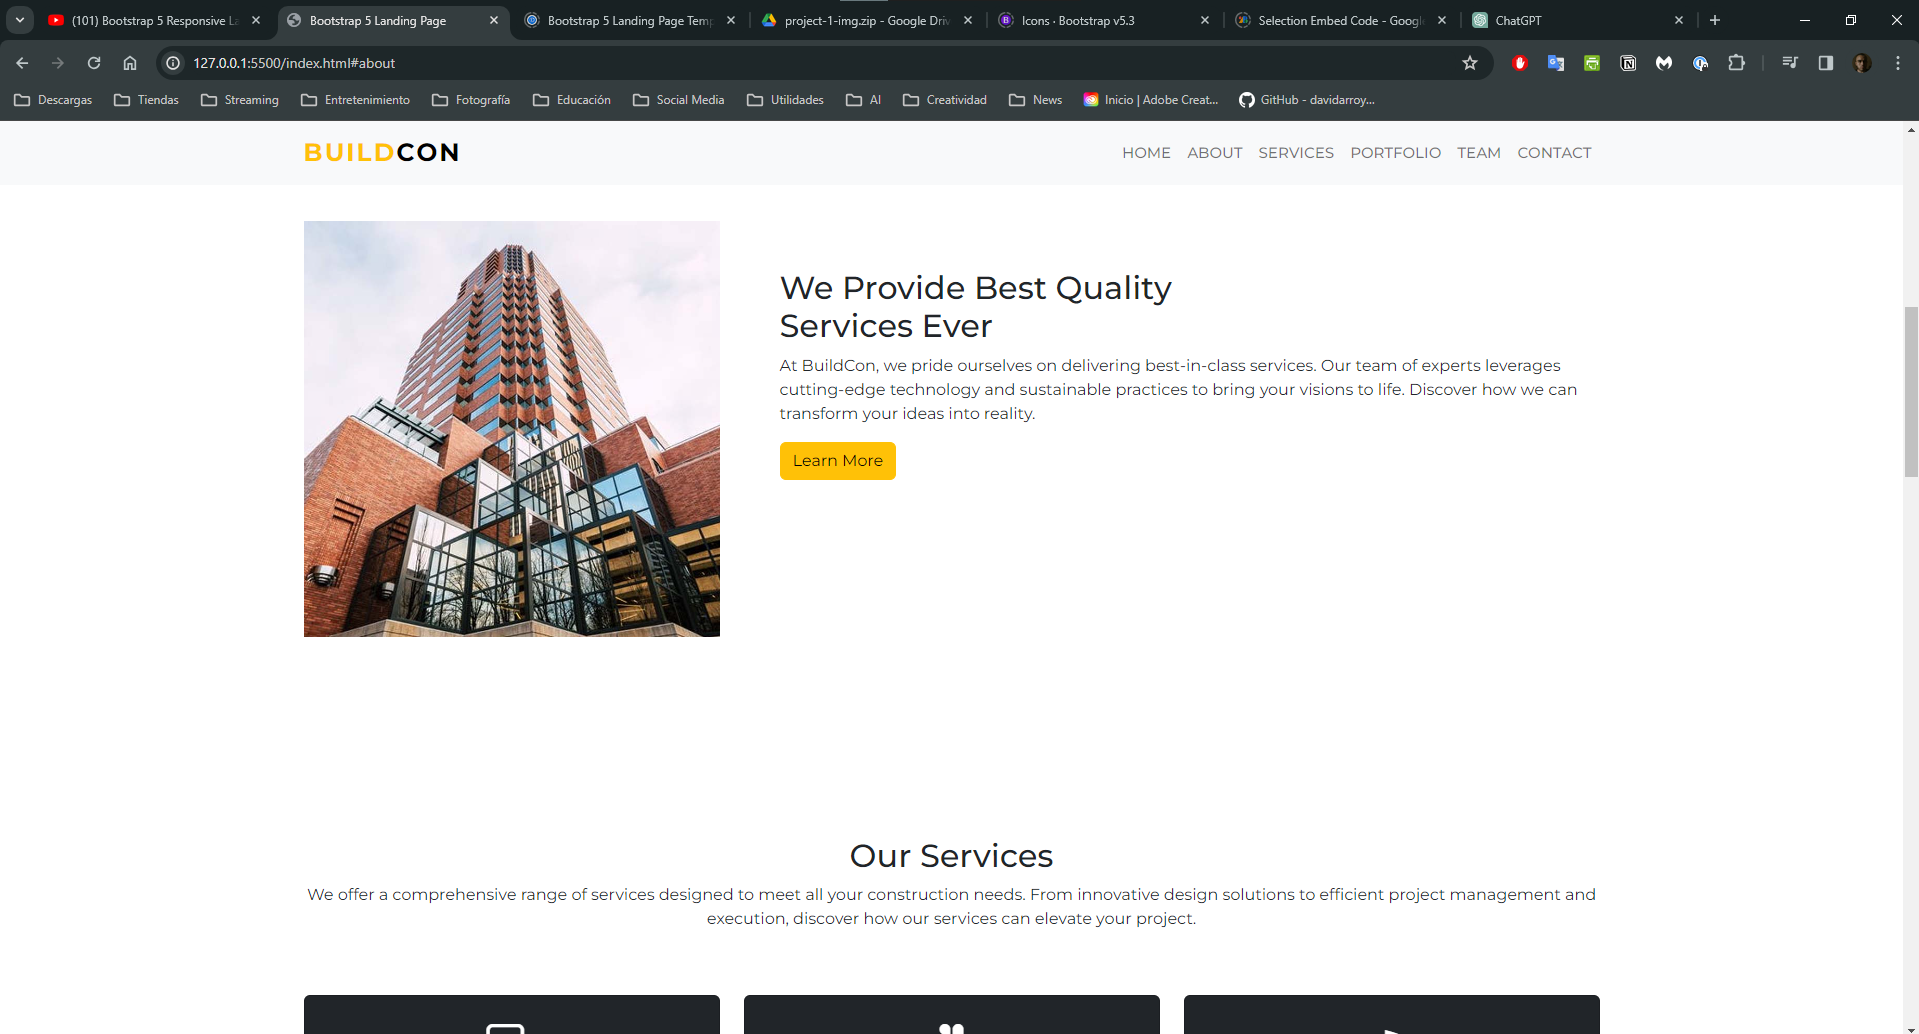 (101) Bootstrap 5 Responsive La
Bootstrap 5 Landing Page
Bootstrap 5 Landing Page Temp
project-1-img.zip - Google Driv
Icons · Bootstrap v5.3
Selection Embed Code - Google
ChatGPT
127.0.0.1:5500/index.html#about
Descargas
Tiendas
Streaming
Entretenimiento
Fotografía
Educación
Social Media
Utilidades
AI
Creatividad
News
Inicio | Adobe Creat...
GitHub - davidarroy...
BUILDCON
HOME
ABOUT
SERVICES
PORTFOLIO
TEAM
CONTACT
We Provide Best Quality
Services Ever
At BuildCon, we pride ourselves on delivering best-in-class services. Our team of experts leverages
cutting-edge technology and sustainable practices to bring your visions to life. Discover how we can
transform your ideas into reality.
Learn More
Our Services
We offer a comprehensive range of services designed to meet all your construction needs. From innovative design solutions to efficient project management and
execution, discover how our services can elevate your project.